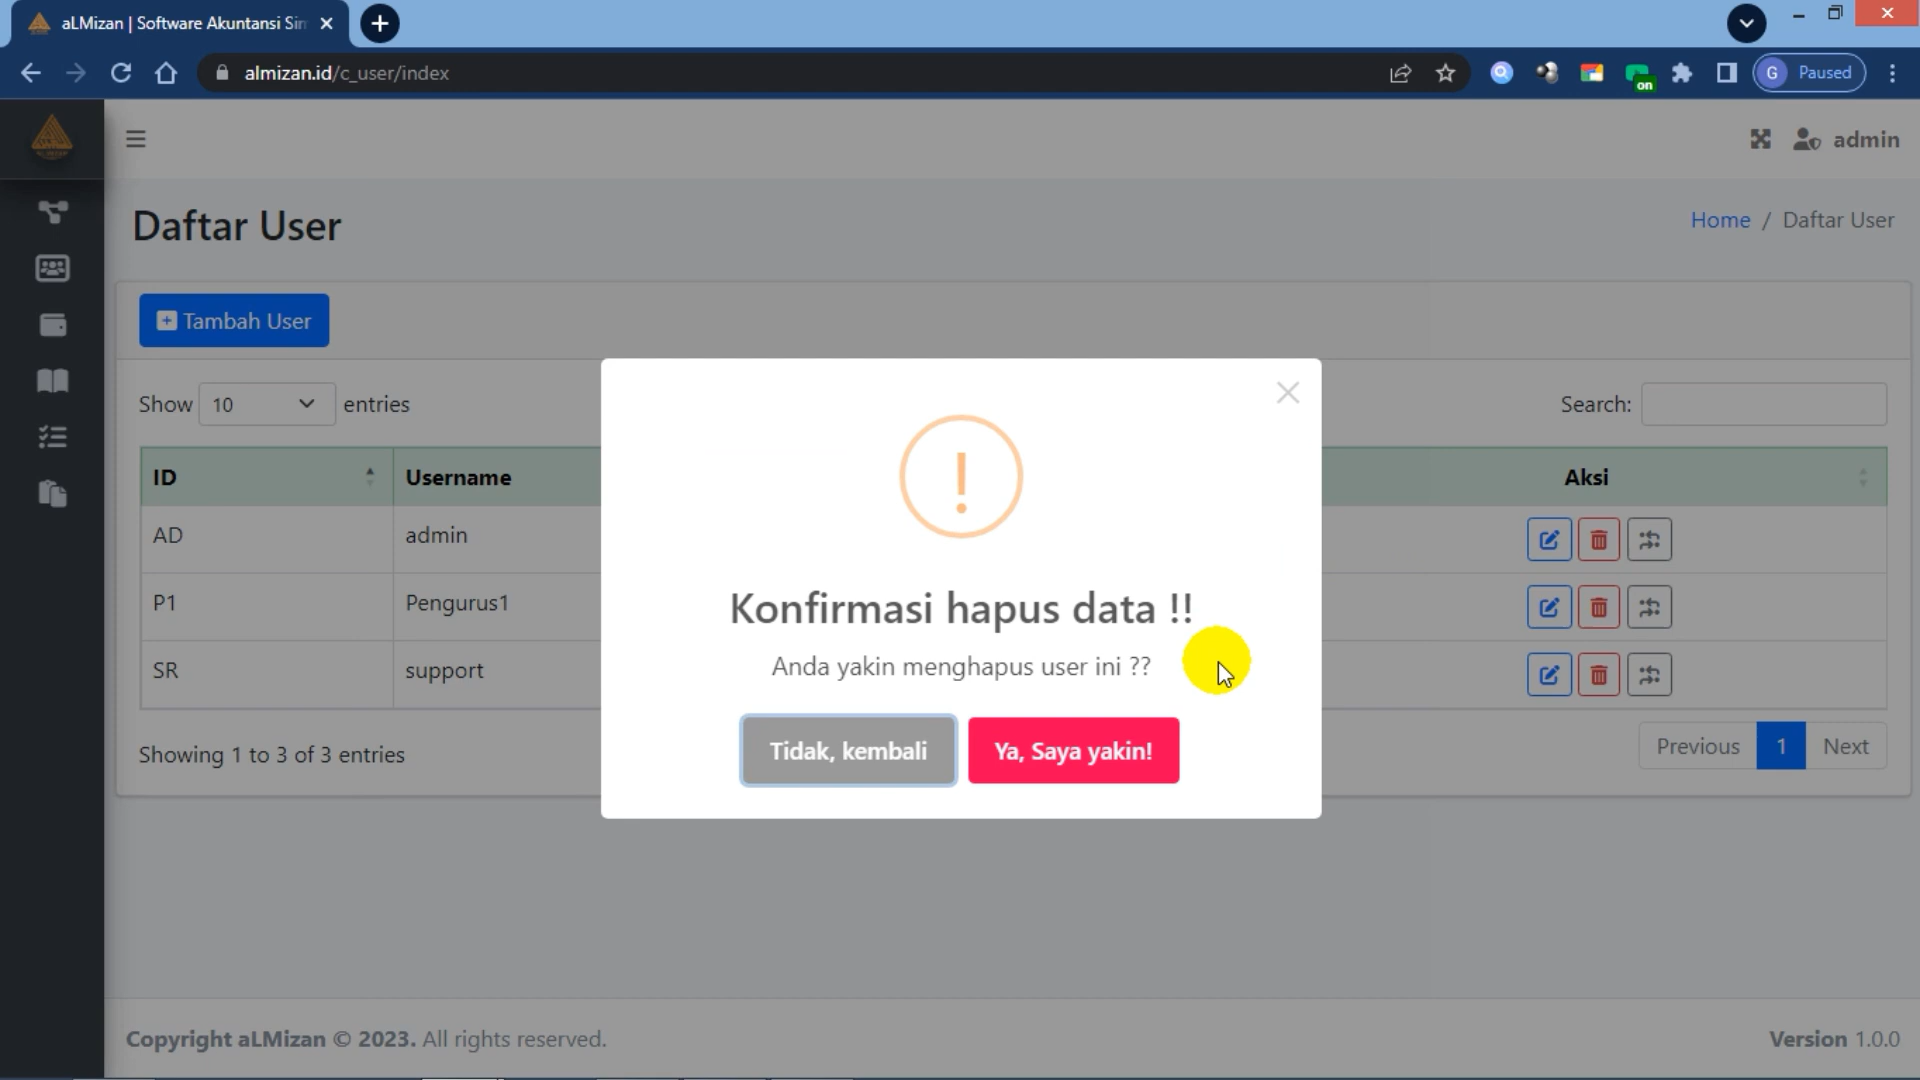 aLMizan | Software Akuntansi Sim
almizan.id/c_user/index
on
G Paused
admin
Daftar User
Home / Daftar User
Tambah User
Show 10 entries
Search:
ID Username Aksi
AD admin
P1 Pengurus1
SR support
Showing 1 to 3 of 3 entries
Previous 1 Next
!
Konfirmasi hapus data !!
Anda yakin menghapus user ini ??
Tidak, kembali
Ya, Saya yakin!
Copyright aLMizan © 2023. All rights reserved.
Version 1.0.0